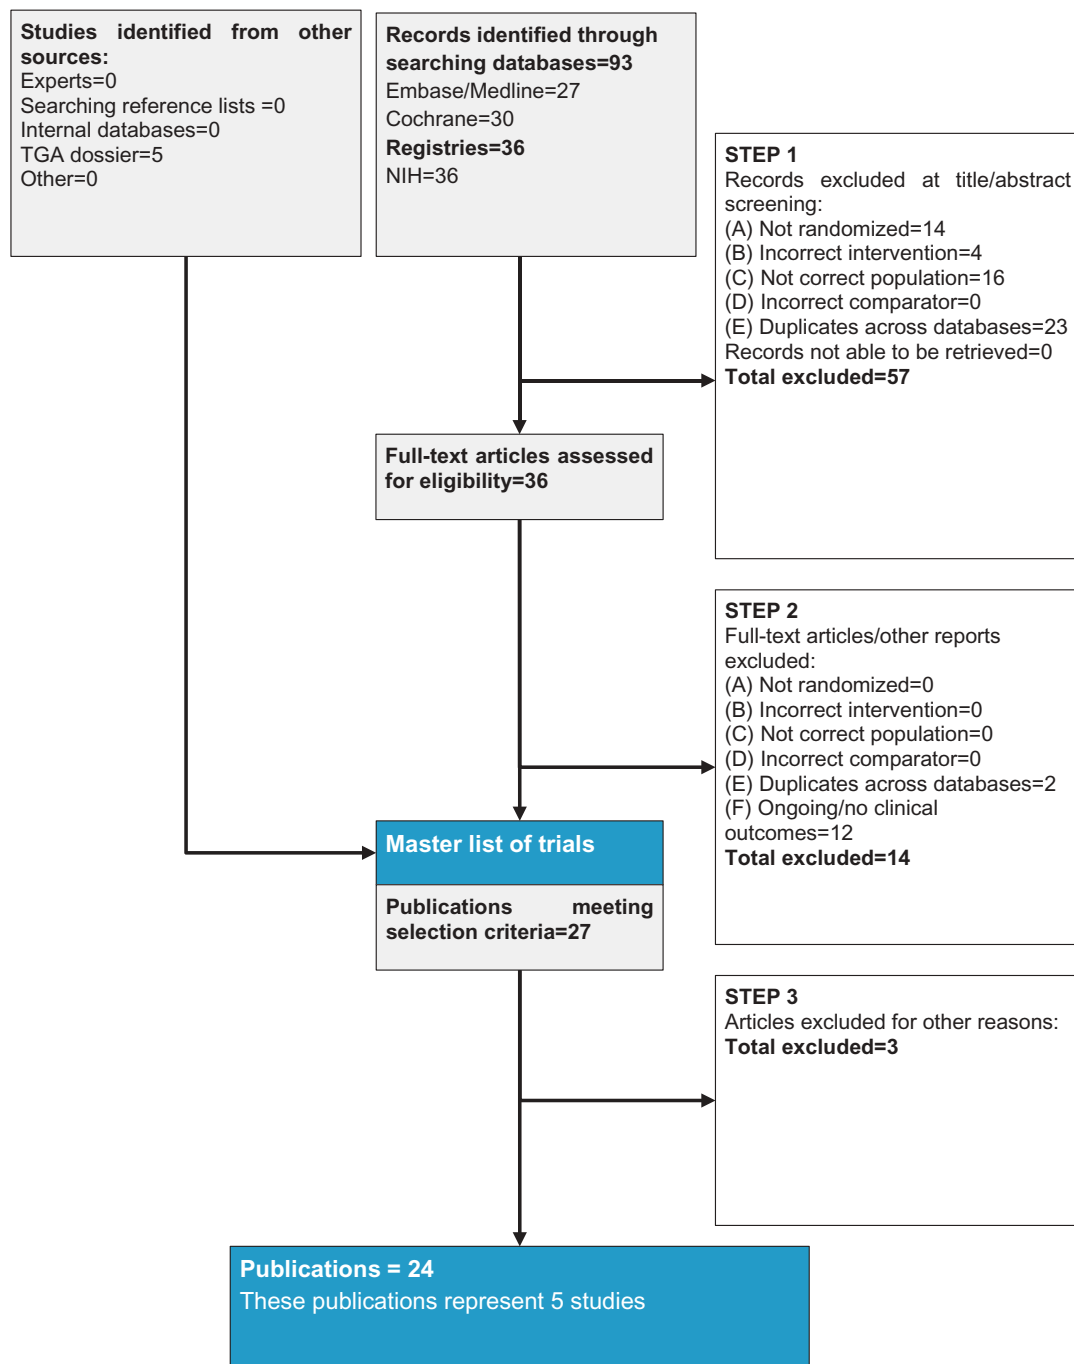 Studies identified from other
sources:
Experts=0
Searching reference lists =0
Internal databases=0
TGA dossier=5
Other=0
Records identified through
searching databases=93
Embase/Medline=27
Cochrane=30
Registries=36
NIH=36
STEP 1
Records excluded at title/abstract
screening:
(A) Not randomized=14
(B) Incorrect intervention=4
(C) Not correct population=16
(D) Incorrect comparator=0
(E) Duplicates across databases=23
Records not able to be retrieved=0
Total excluded=57
Full-text articles assessed
for eligibility=36
STEP 2
Full-text articles/other reports
excluded:
(A) Not randomized=0
(B) Incorrect intervention=0
(C) Not correct population=0
(D) Incorrect comparator=0
(E) Duplicates across databases=2
(F) Ongoing/no clinical
outcomes=12
Total excluded=14
Master list of trials
Publications meeting
selection criteria=27
STEP 3
Articles excluded for other reasons:
Total excluded=3
Publications = 24
These publications represent 5 studies